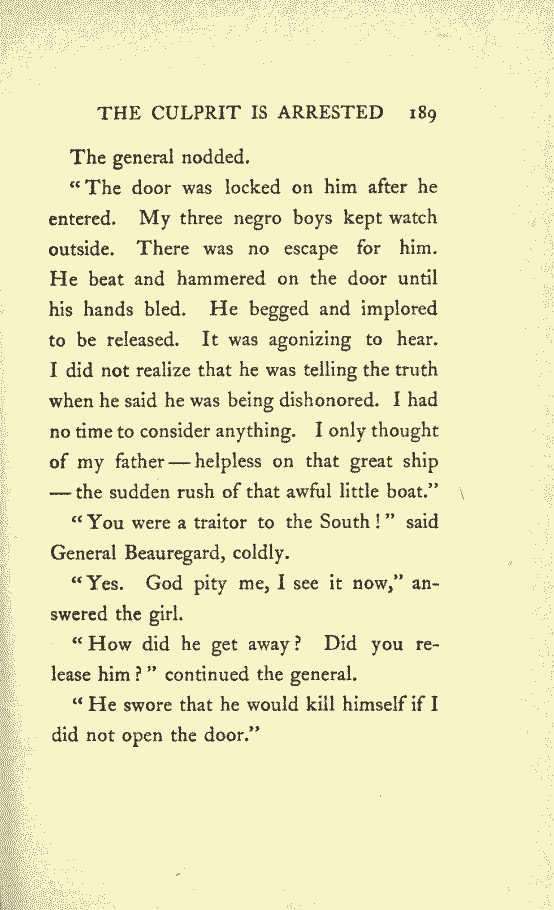 THE CULPRIT IS ARRESTED 189
The general nodded.
“The door was locked on him after he
entered. My three negro boys kept watch
outside. There was no escape for him.
He beat and hammered on the door until
his hands bled. He begged and implored
to be released. It was agonizing to hear.
I did not realize that he was telling the truth
when he said he was being dishonored. I had
no time to consider anything. I only thought
of my father—helpless on that great ship
—the sudden rush of that awful little boat.”
“You were a traitor to the South!” said
General Beauregard, coldly.
“Yes. God pity me, I see it now,” an-
swered the girl.
“How did he get away? Did you re-
lease him?” continued the general.
“He swore that he would kill himself if I
did not open the door.”